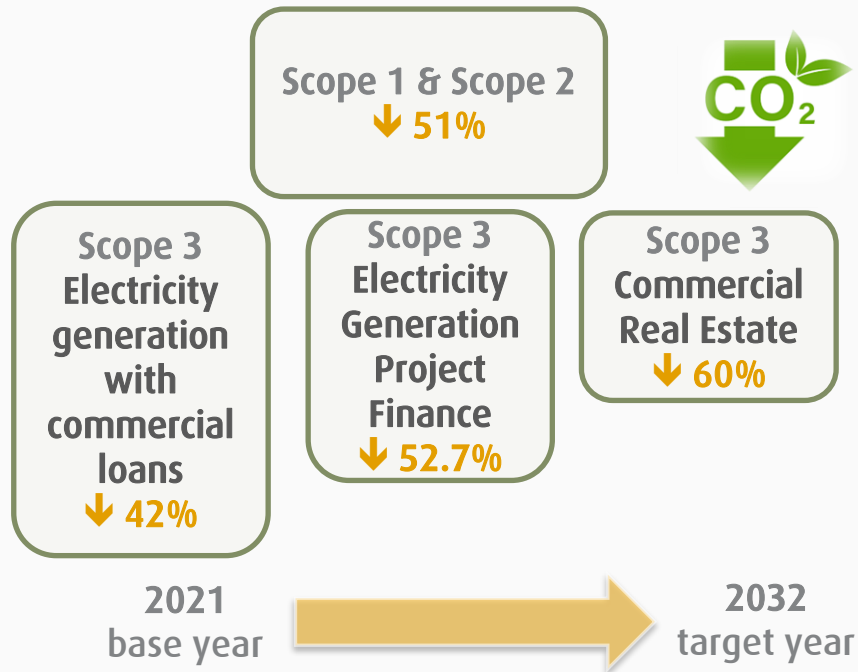 Scope 1 & Scope 2
↓ 51%
CO2
Scope 3
Electricity
generation
with
commercial
loans
↓ 42%
Scope 3
Electricity
Generation
Project
Finance
↓ 52.7%
Scope 3
Commercial
Real Estate
↓ 60%
2021
base year
2032
target year